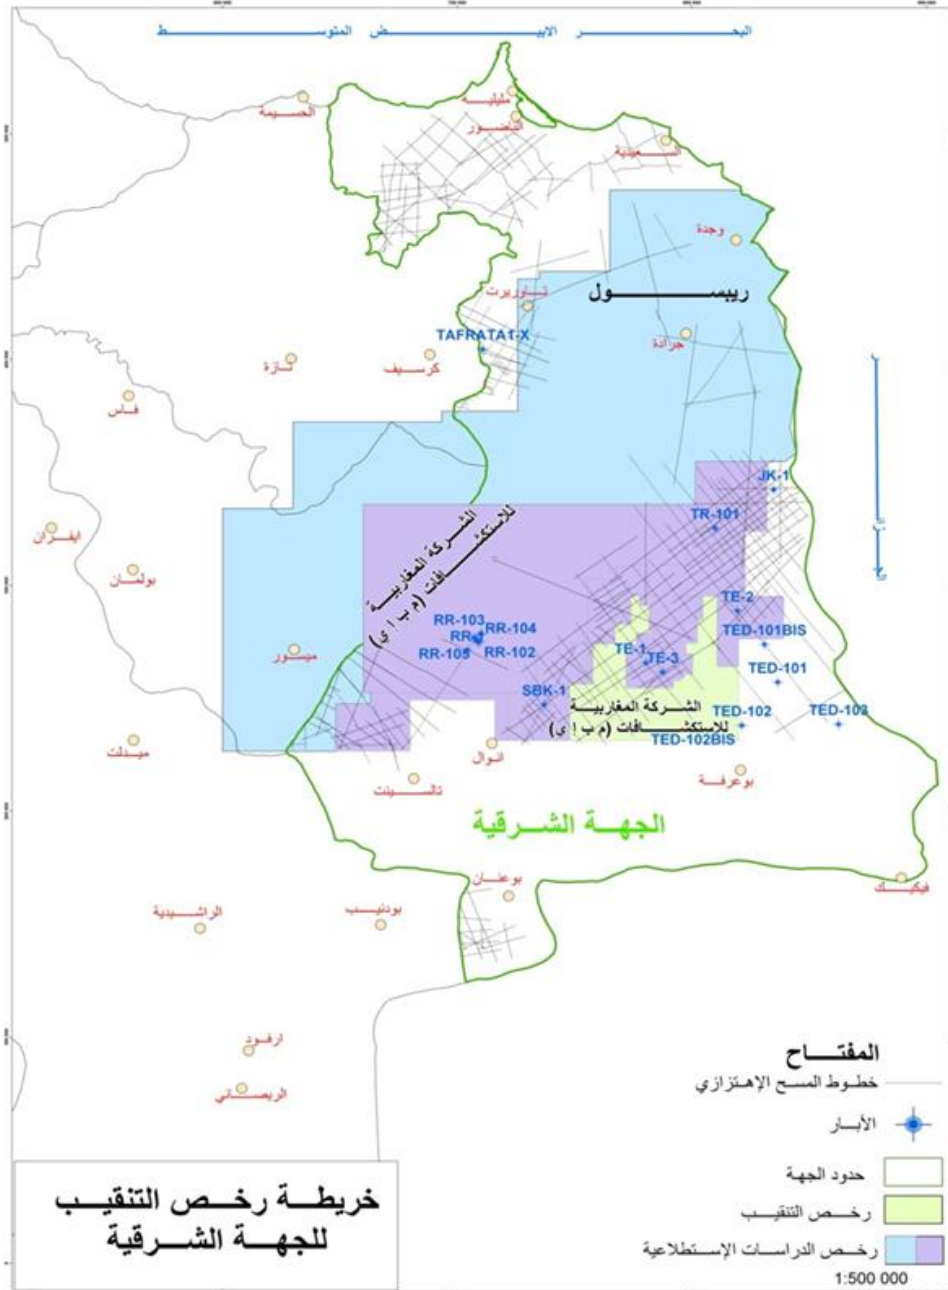 البحر الابيض المتوسط
مليلية
الحسيمة
الناضور
السعيدية
وجدة
تاوريرت
ريبسول
TAFRATA1-X
جرادة
كرسيف
تازة
فاس
JK-1
TR-101
الشركة المغاربية
للاستكشافات (م ب ا ي)
ايفران
بولمان
TE-2
RR-103
RR-104
TED-101BIS
RR-1
TE-1
RR-105
RR-102
TE-3
ميسور
TED-101
SBK-1
الشركة المغاربية
للاستكشافات (م ب إ ي)
TED-102
TED-103
TED-102BIS
ميدلت
انوال
تالسينت
بوعرفة
الجهة الشرقية
بوعنان
فيكيك
الراشيدية
بودنيب
ارفود
الريصاني
المفتاح
خطوط المسح الإهتزازي
الأبار
حدود الجهة
رخص التنقيب
رخص الدراسات الإستطلاعية
1:500 000
خريطة رخص التنقيب
للجهة الشرقية